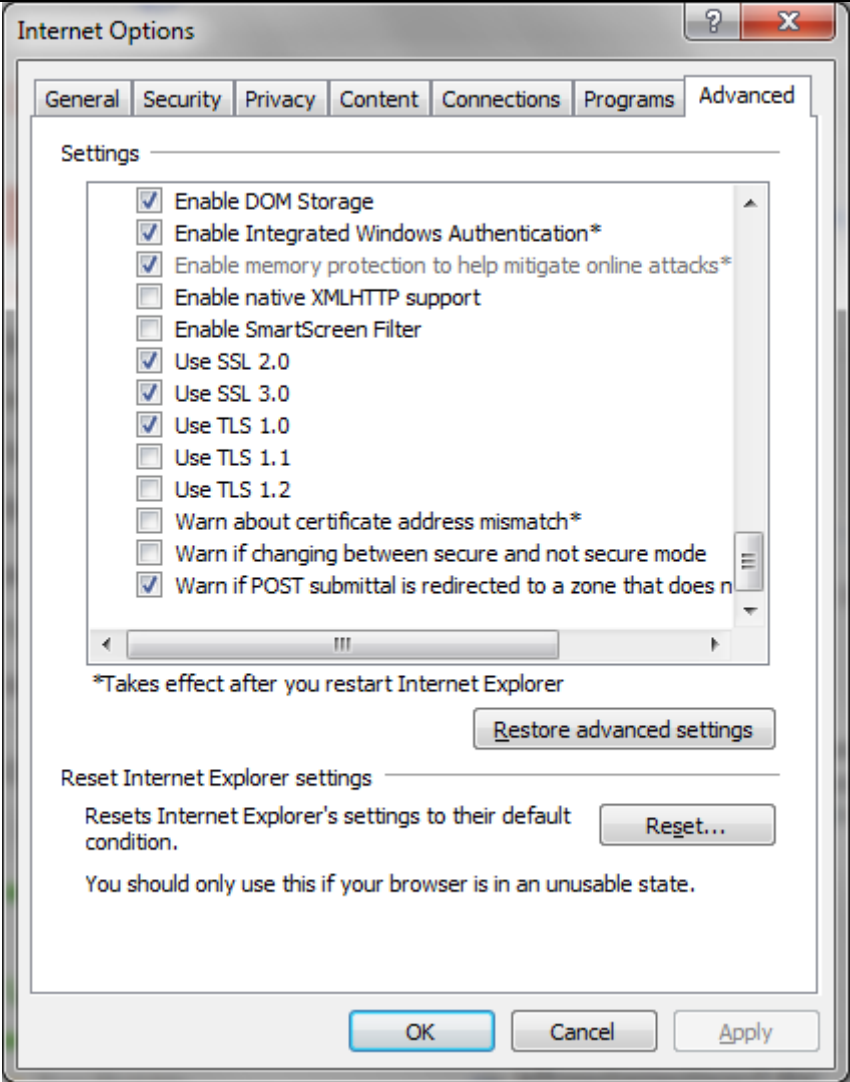 Internet Options
General Security Privacy Content Connections Programs Advanced
Settings
Enable DOM Storage
Enable Integrated Windows Authentication*
Enable memory protection to help mitigate online attacks*
Enable native XMLHTTP support
Enable SmartScreen Filter
Use SSL 2.0
Use SSL 3.0
Use TLS 1.0
Use TLS 1.1
Use TLS 1.2
Warn about certificate address mismatch*
Warn if changing between secure and not secure mode
Warn if POST submittal is redirected to a zone that does n
*Takes effect after you restart Internet Explorer
Restore advanced settings
Reset Internet Explorer settings
Resets Internet Explorer's settings to their default
condition.
Reset...
You should only use this if your browser is in an unusable state.
OK Cancel Apply